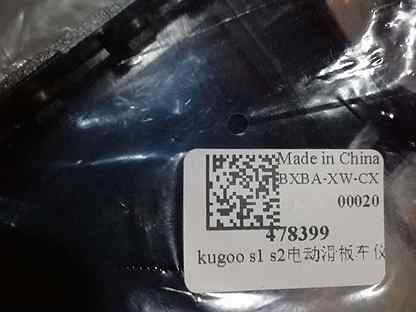 Made in China
BXBA-XW-CX
00020
478399
kugoo s1 s2电动滑板车仪